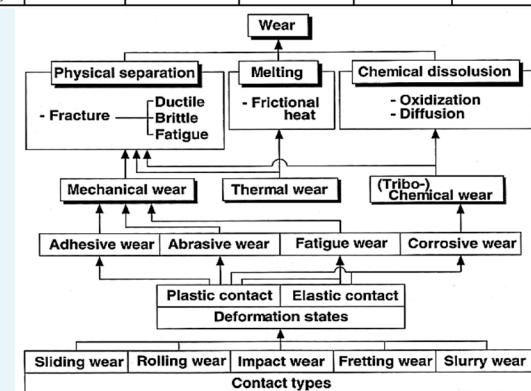 Wear
Physical separation
Melting
Chemical dissolusion
- Fracture
Ductile
Brittle
Fatigue
- Frictional
heat
- Oxidization
- Diffusion
Mechanical wear
Thermal wear
(Tribo-)
Chemical wear
Adhesive wear
Abrasive wear
Fatigue wear
Corrosive wear
Plastic contact
Elastic contact
Deformation states
Sliding wear
Rolling wear
Impact wear
Fretting wear
Slurry wear
Contact types